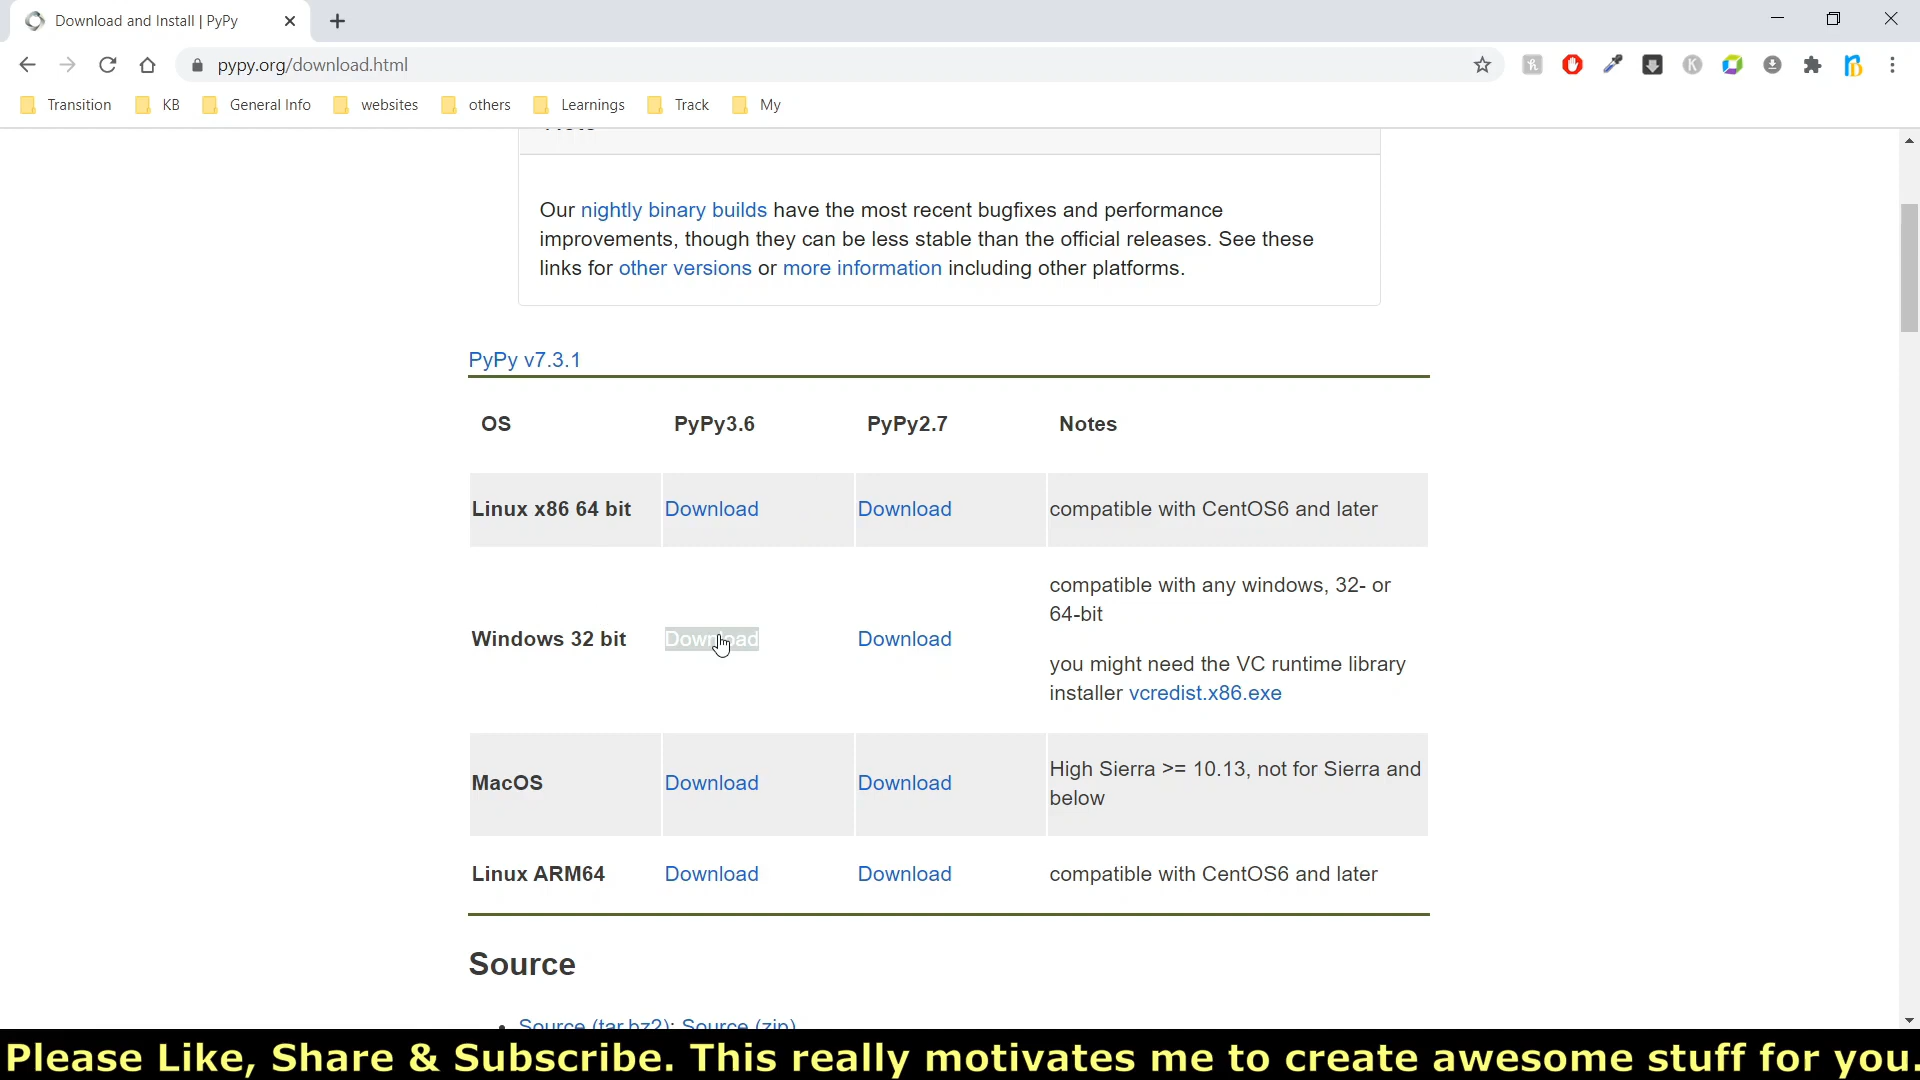 Download and Install | PyPy
pypy.org/download.html
Transition KB General Info websites others Learnings Track My
Our nightly binary builds have the most recent bugfixes and performance
improvements, though they can be less stable than the official releases. See these
links for other versions or more information including other platforms.
PyPy v7.3.1
OS PyPy3.6 PyPy2.7 Notes
Linux x86 64 bit Download Download compatible with CentOS6 and later
compatible with any windows, 32- or
64-bit
Windows 32 bit Download Download
you might need the VC runtime library
installer vcredist.x86.exe
MacOS Download Download High Sierra >= 10.13, not for Sierra and
below
Linux ARM64 Download Download compatible with CentOS6 and later
Source
• Source (tar.bz2); Source (zip)
Please Like, Share & Subscribe. This really motivates me to create awesome stuff for you.